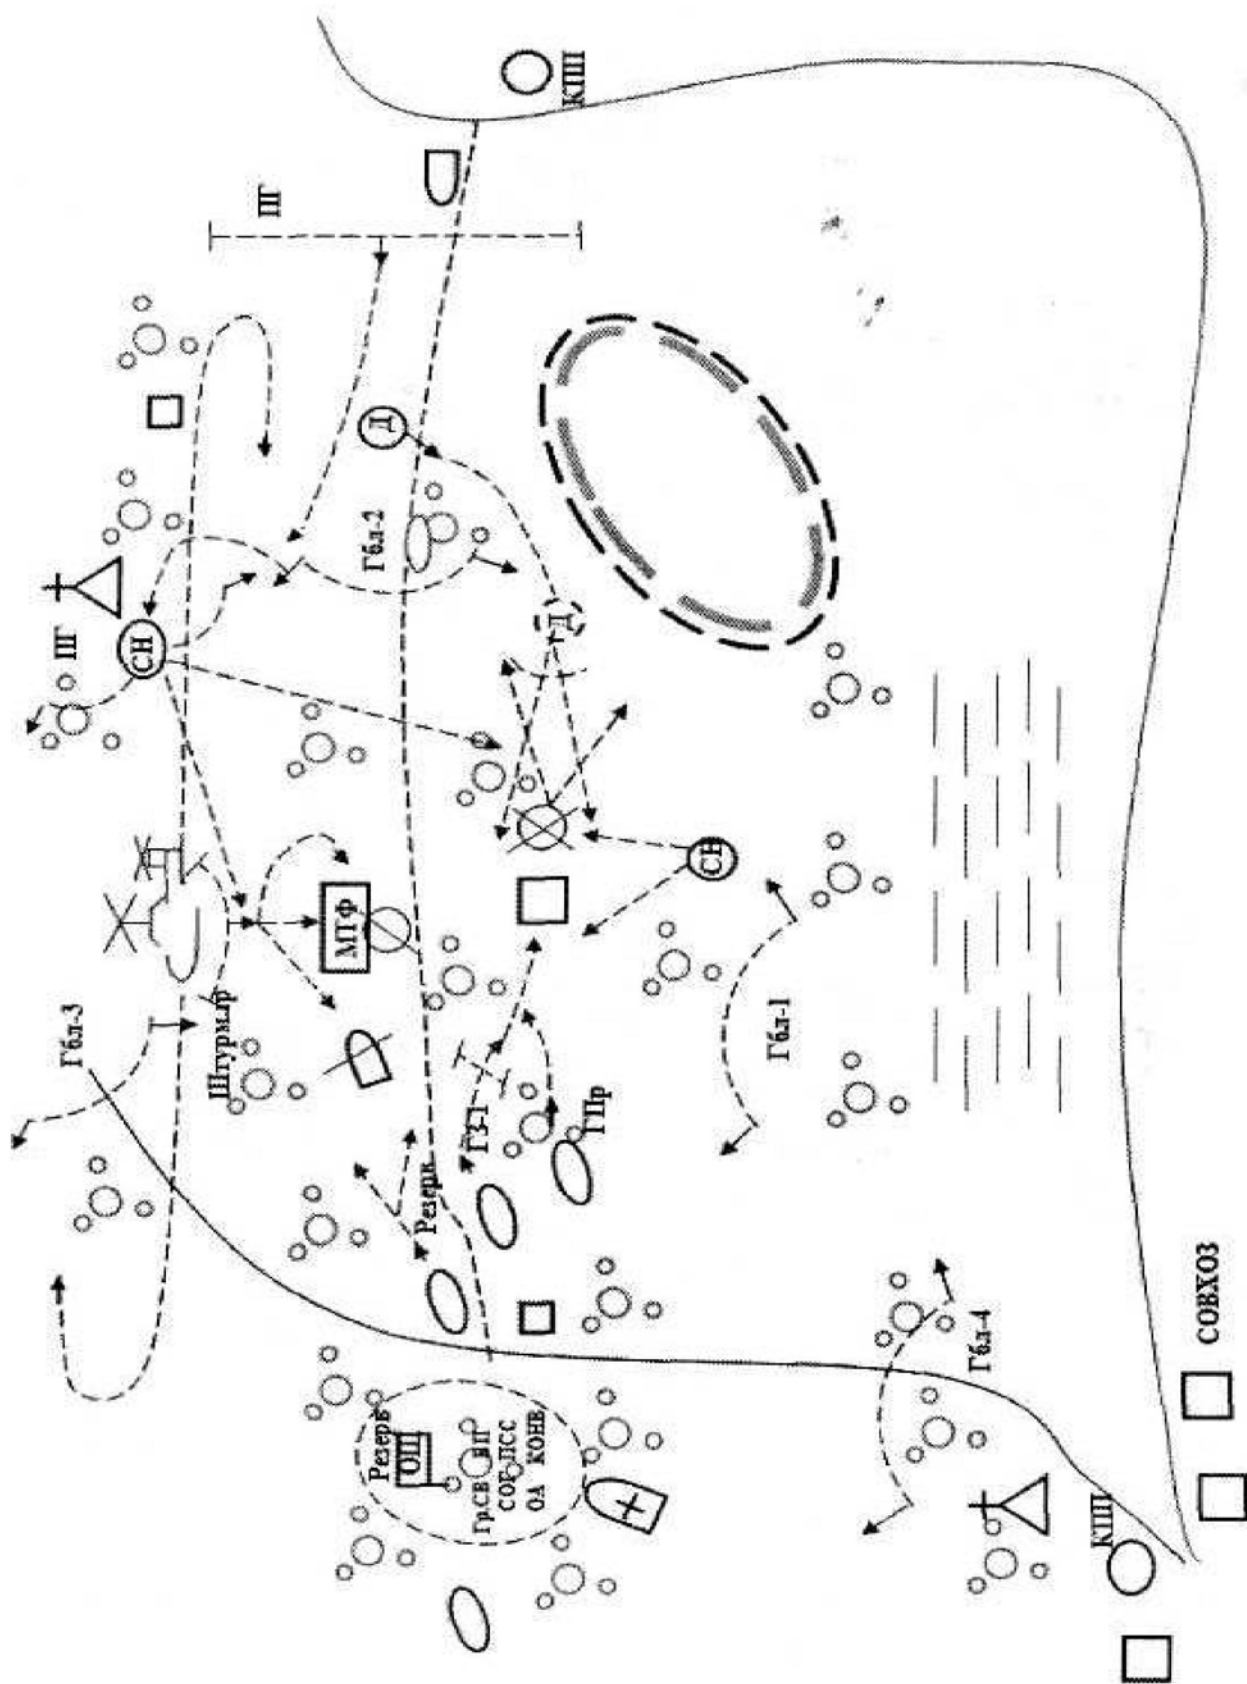 Гбл-3
ПГ
ПГ
СН
Штурм.гр
МТФ
Гбл-2
Д
КПП
Резерв
ОШ
Гр.СВ ВП
СОГ ПСС
ОА КОНВ
Резерв
ГЗ-1
ГПр
Д
СН
Гбл-1
Гбл-4
КПП
СОВХОЗ